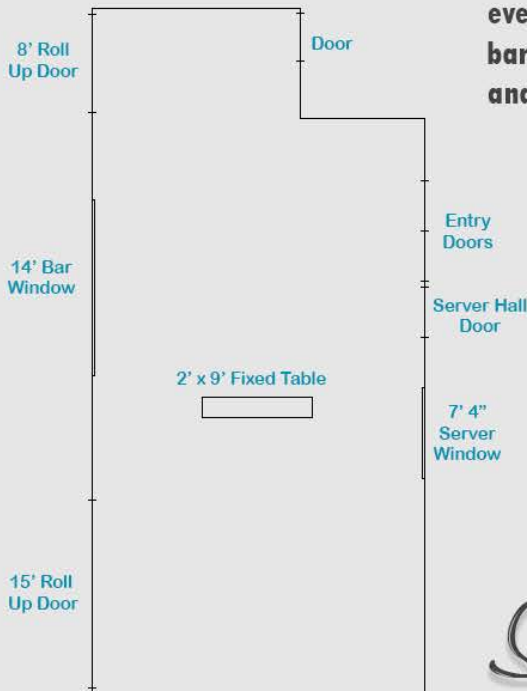 8’ Roll
Up Door
Door
14’ Bar
Window
Entry
Doors
Server Hall
Door
2’ x 9’ Fixed Table
7’ 4”
Server
Window
15’ Roll
Up Door